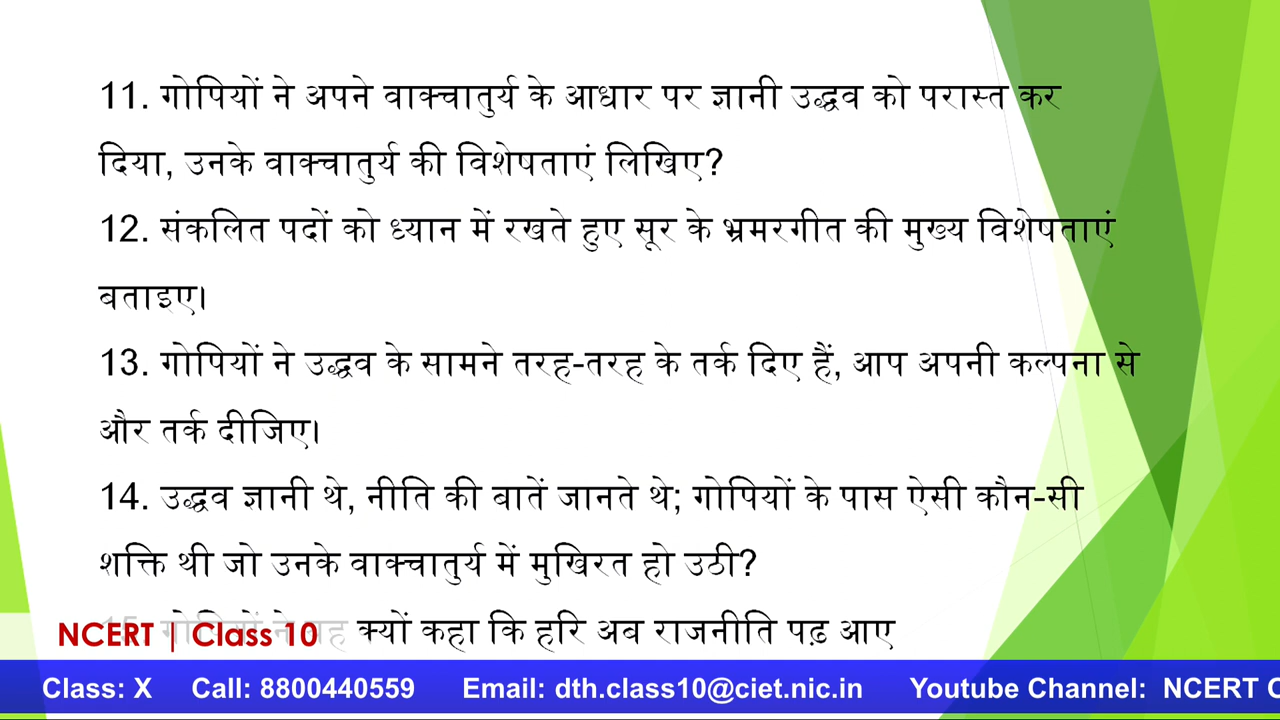 11. गोपियों ने अपने वाक्चातुर्य के आधार पर ज्ञानी उद्धव को परास्त कर
दिया, उनके वाक्चातुर्य की विशेषताएं लिखिए?
12. संकलित पदों को ध्यान में रखते हुए सूर के भ्रमरगीत की मुख्य विशेषताएं
बताइए।
13. गोपियों ने उद्धव के सामने तरह-तरह के तर्क दिए हैं, आप अपनी कल्पना से
और तर्क दीजिए।
14. उद्धव ज्ञानी थे, नीति की बातें जानते थे; गोपियों के पास ऐसी कौन-सी
शक्ति थी जो उनके वाक्चातुर्य में मुखिरत हो उठी?
15. गोपियों ने यह क्यों कहा कि हरि अब राजनीति पढ़ आए
NCERT | Class 10
Class: X Call: 8800440559 Email: dth.class10@ciet.nic.in Youtube Channel: NCERT